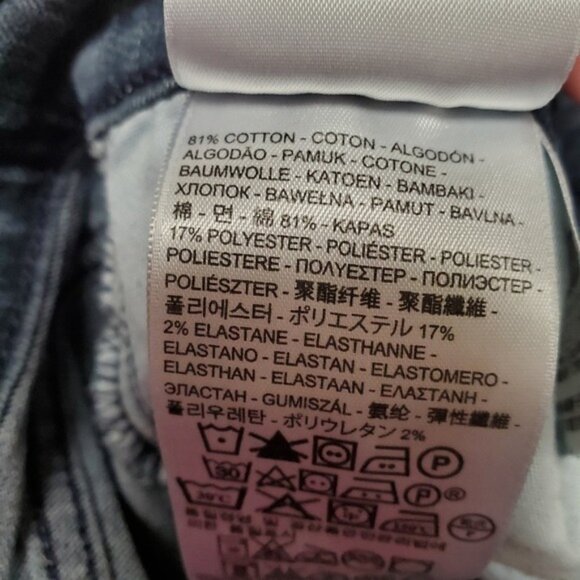 81% COTTON - COTON - ALGODÓN -
ALGODÃO - PAMUK - COTONE -
BAUMWOLLE - KATOEN - BAMBAKI -
ХЛОПОК - BAWEŁNA - PAMUT - BAVLNA -
棉 - 면 - 綿 81% - KAPAS
17% POLYESTER - POLIÉSTER - POLIESTER -
POLIESTERE - ΠΟΛΥΕΣΤΕΡ - ПОЛИЭСТЕР -
POLIÉSZTER - 聚酯纤维 - 聚酯纖維 -
폴리에스터 - ポリエステル 17%
2% ELASTANE - ELASTHANNE -
ELASTANO - ELASTAN - ELASTOMERO -
ELASTHAN - ELASTAAN - ΕΛΑΣΤΑΝΗ -
ЭЛАСТАН - GUMISZÁL - 氨纶 - 彈性纖維 -
폴리우레탄 - ポリウレタン 2%
P
30 P ®
30°C